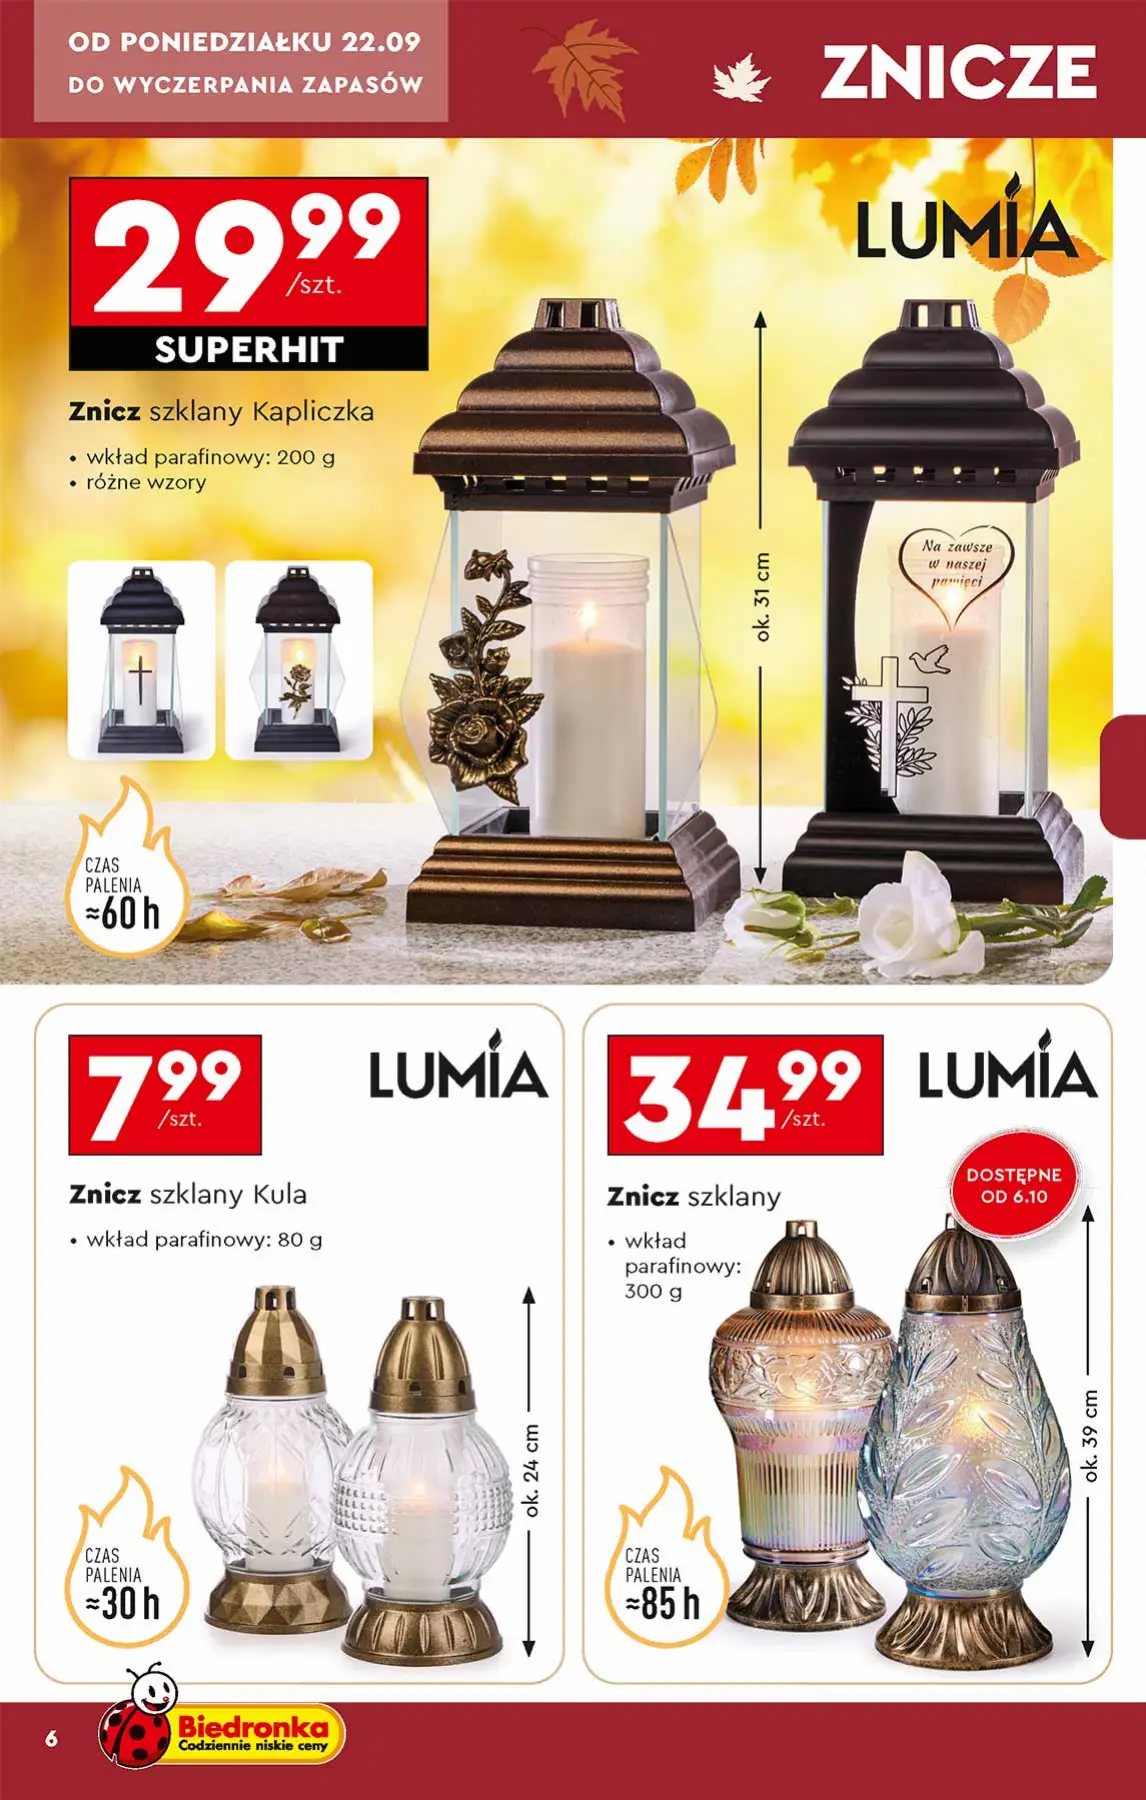 OD PONIEDZIAŁKU 22.09
DO WYCZERPANIA ZAPASÓW
ZNICZE
29 99
/szt.
SUPERHIT
LUMIA
Znicz szklany Kapliczka
• wkład parafinowy: 200 g
• różne wzory
Na zawsze
w naszej
pamięci
ok. 31 cm
CZAS
PALENIA
≈60 h
7 99
/szt.
LUMIA
Znicz szklany Kula
• wkład parafinowy: 80 g
ok. 24 cm
CZAS
PALENIA
≈30 h
34 99
/szt.
LUMIA
DOSTĘPNE
OD 6.10
Znicz szklany
• wkład
parafinowy:
300 g
ok. 39 cm
CZAS
PALENIA
≈85 h
6
Biedronka
Codziennie niskie ceny